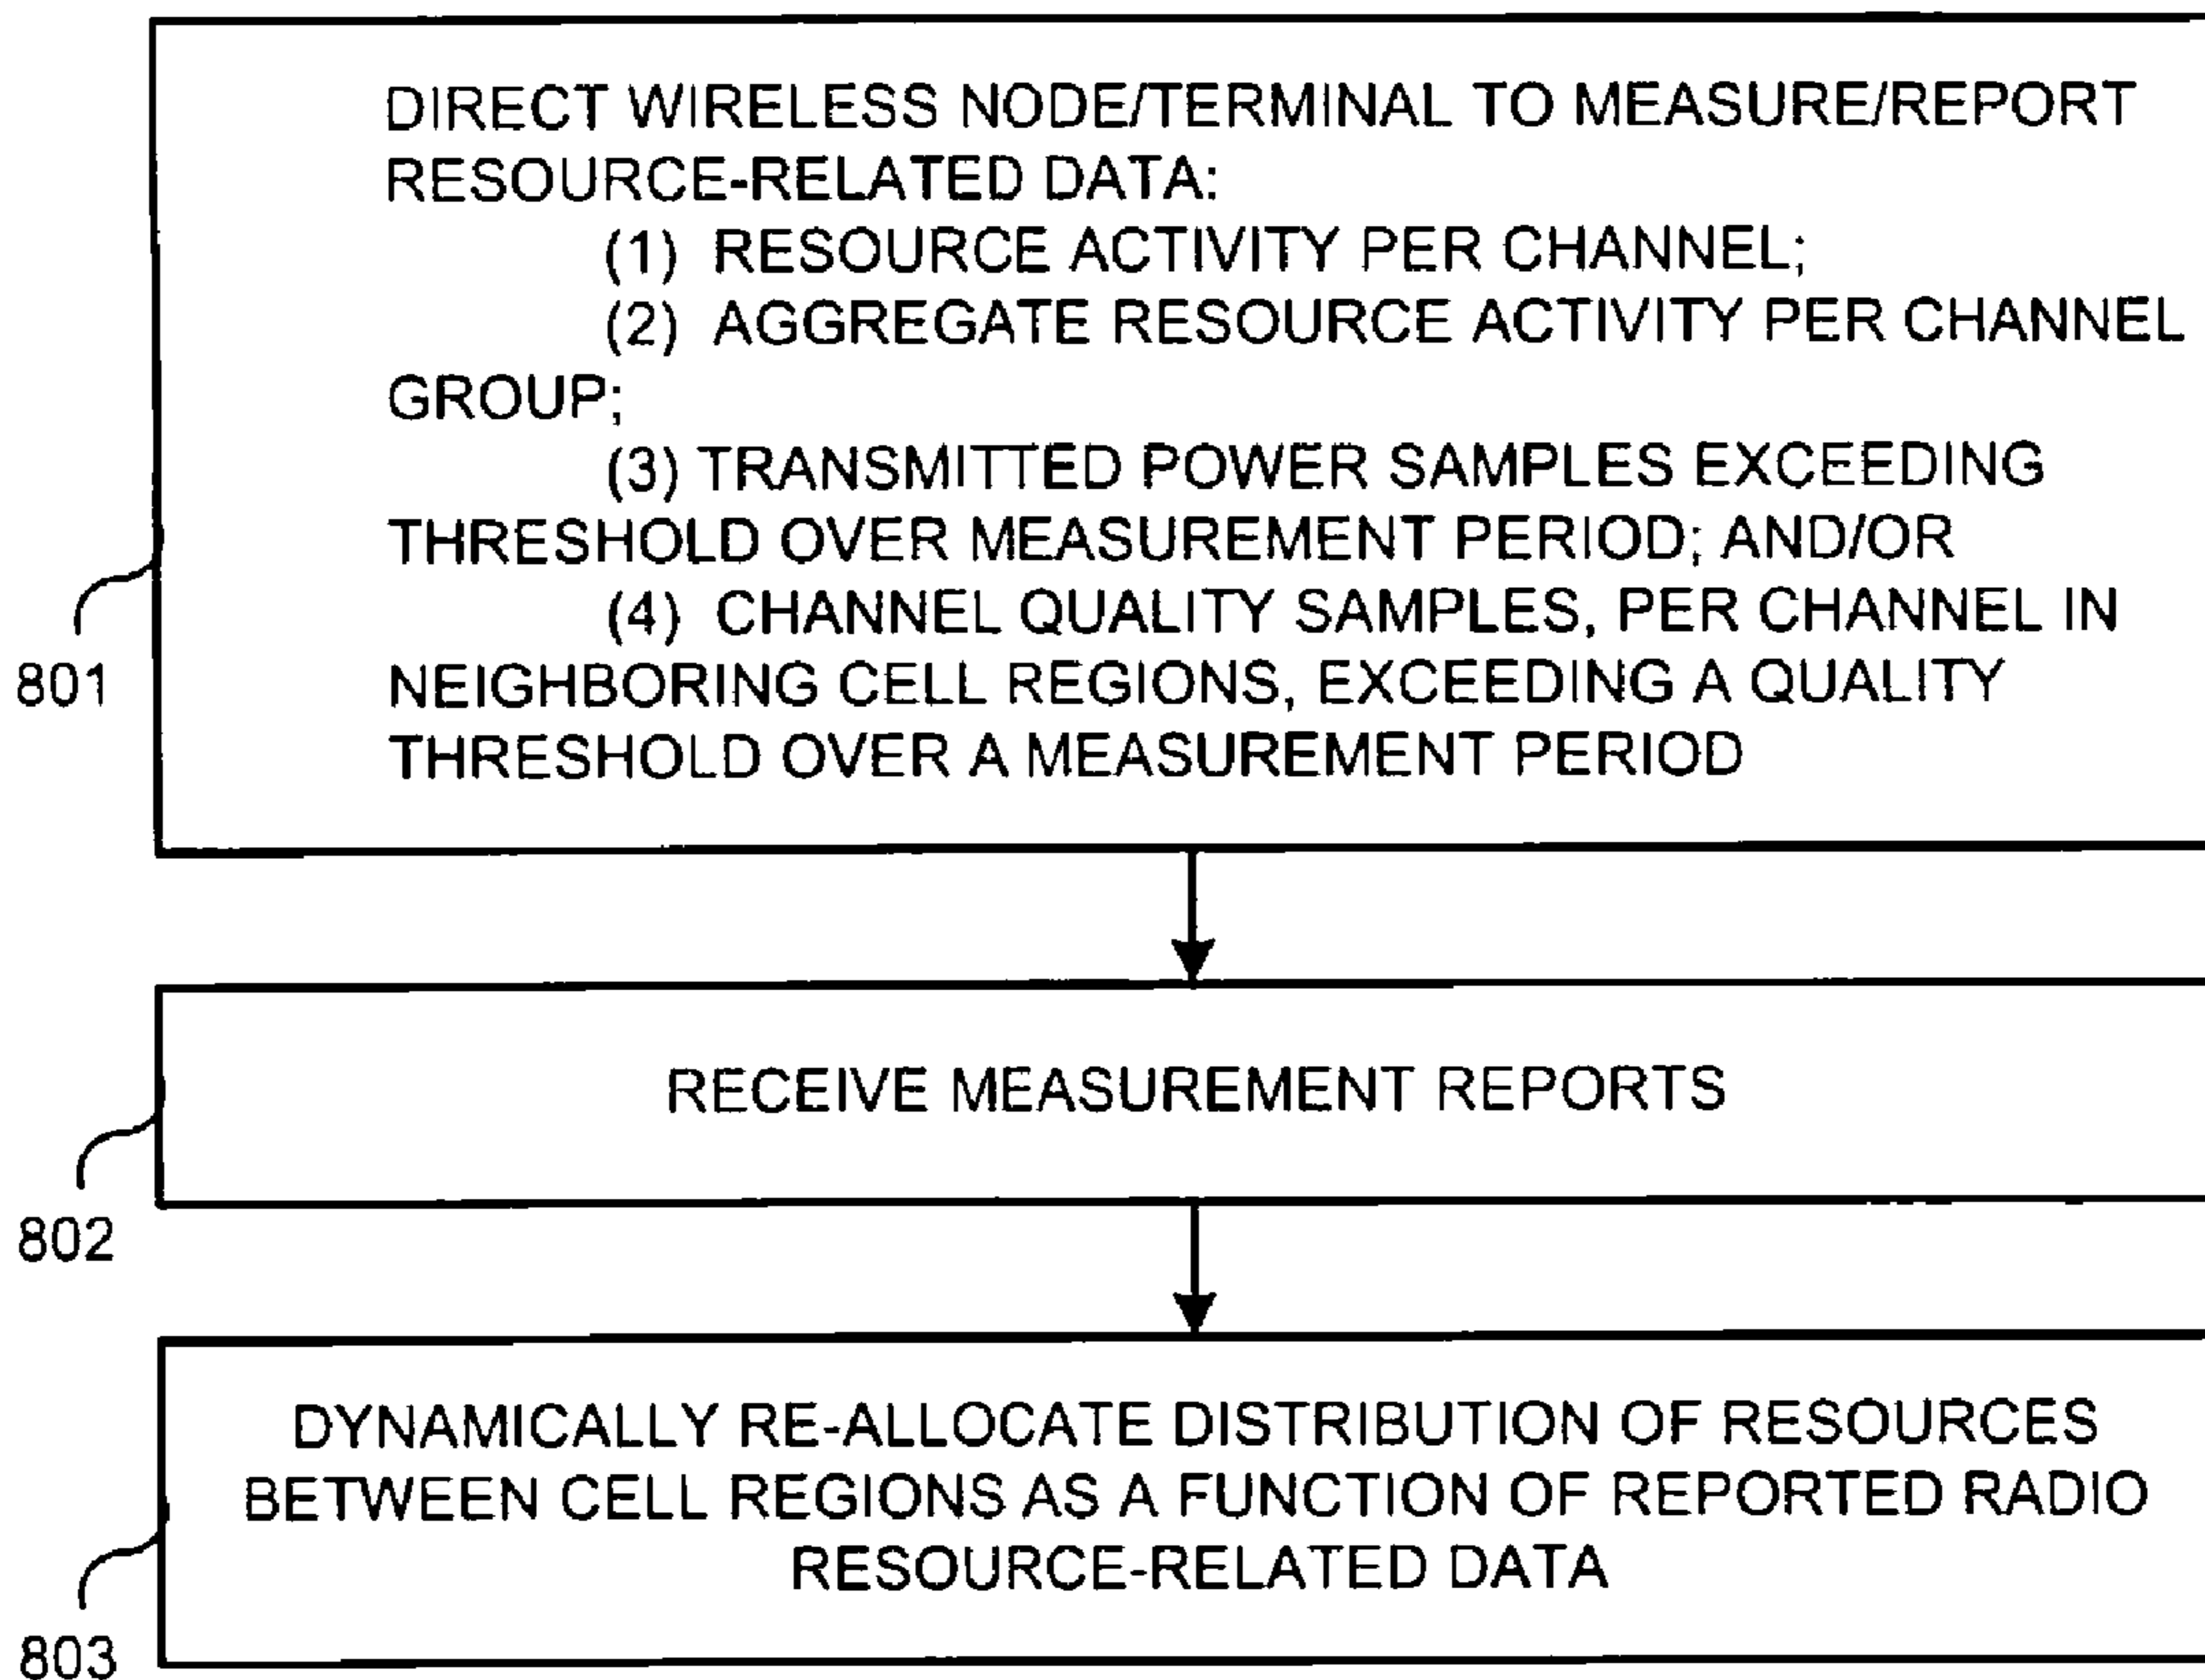 DIRECT WIRELESS NODE/TERMINAL TO MEASURE/REPORT
RESOURCE-RELATED DATA:
(1) RESOURCE ACTIVITY PER CHANNEL;
(2) AGGREGATE RESOURCE ACTIVITY PER CHANNEL
GROUP;
(3) TRANSMITTED POWER SAMPLES EXCEEDING
THRESHOLD OVER MEASUREMENT PERIOD; AND/OR
(4) CHANNEL QUALITY SAMPLES, PER CHANNEL IN
NEIGHBORING CELL REGIONS, EXCEEDING A QUALITY
THRESHOLD OVER A MEASUREMENT PERIOD
801
RECEIVE MEASUREMENT REPORTS
802
DYNAMICALLY RE-ALLOCATE DISTRIBUTION OF RESOURCES
BETWEEN CELL REGIONS AS A FUNCTION OF REPORTED RADIO
RESOURCE-RELATED DATA
803